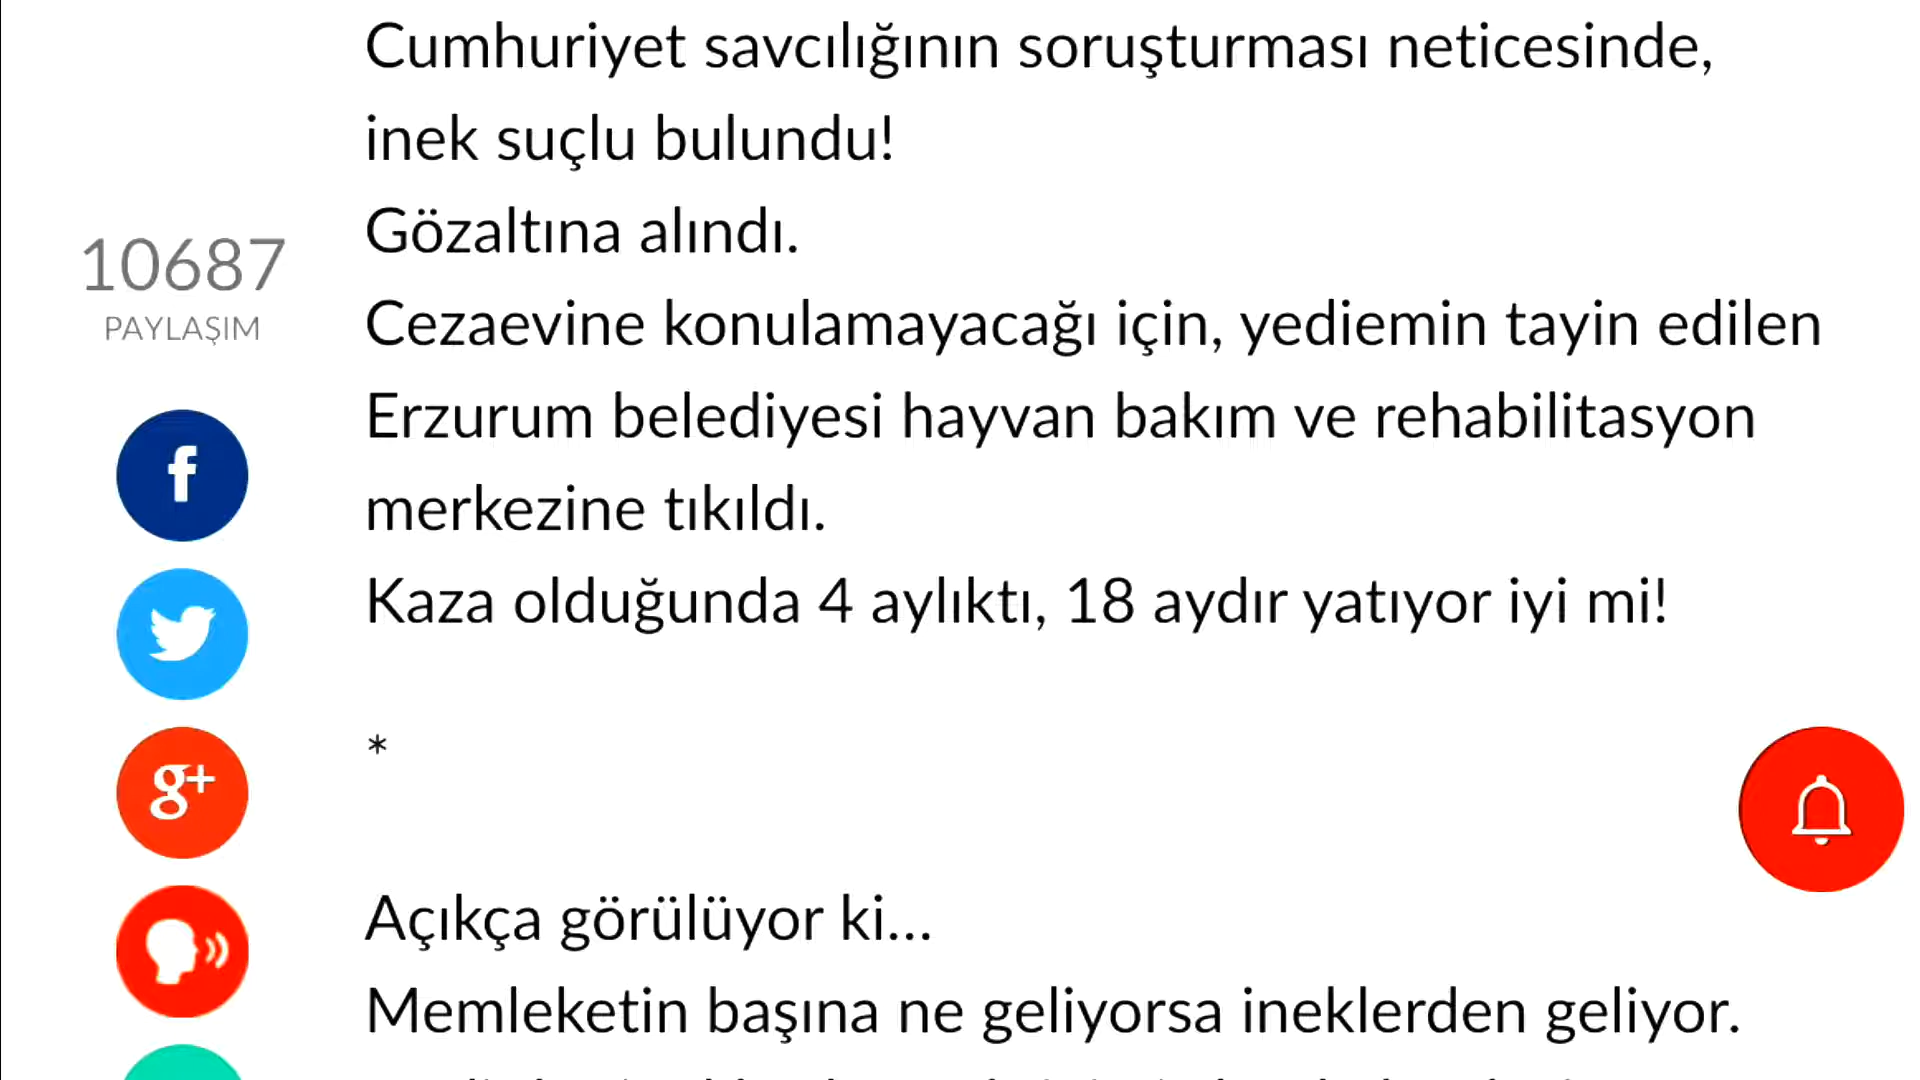 Cumhuriyet savcılığının soruşturması neticesinde,
inek suçlu bulundu!
Gözaltına alındı.
Cezaevine konulamayacağı için, yediemin tayin edilen
Erzurum belediyesi hayvan bakım ve rehabilitasyon
merkezine tıkıldı.
Kaza olduğunda 4 aylıktı, 18 aydır yatıyor iyi mi!
*
Açıkça görülüyor ki...
Memleketin başına ne geliyorsa ineklerden geliyor.
10687
PAYLAŞIM
f
g+